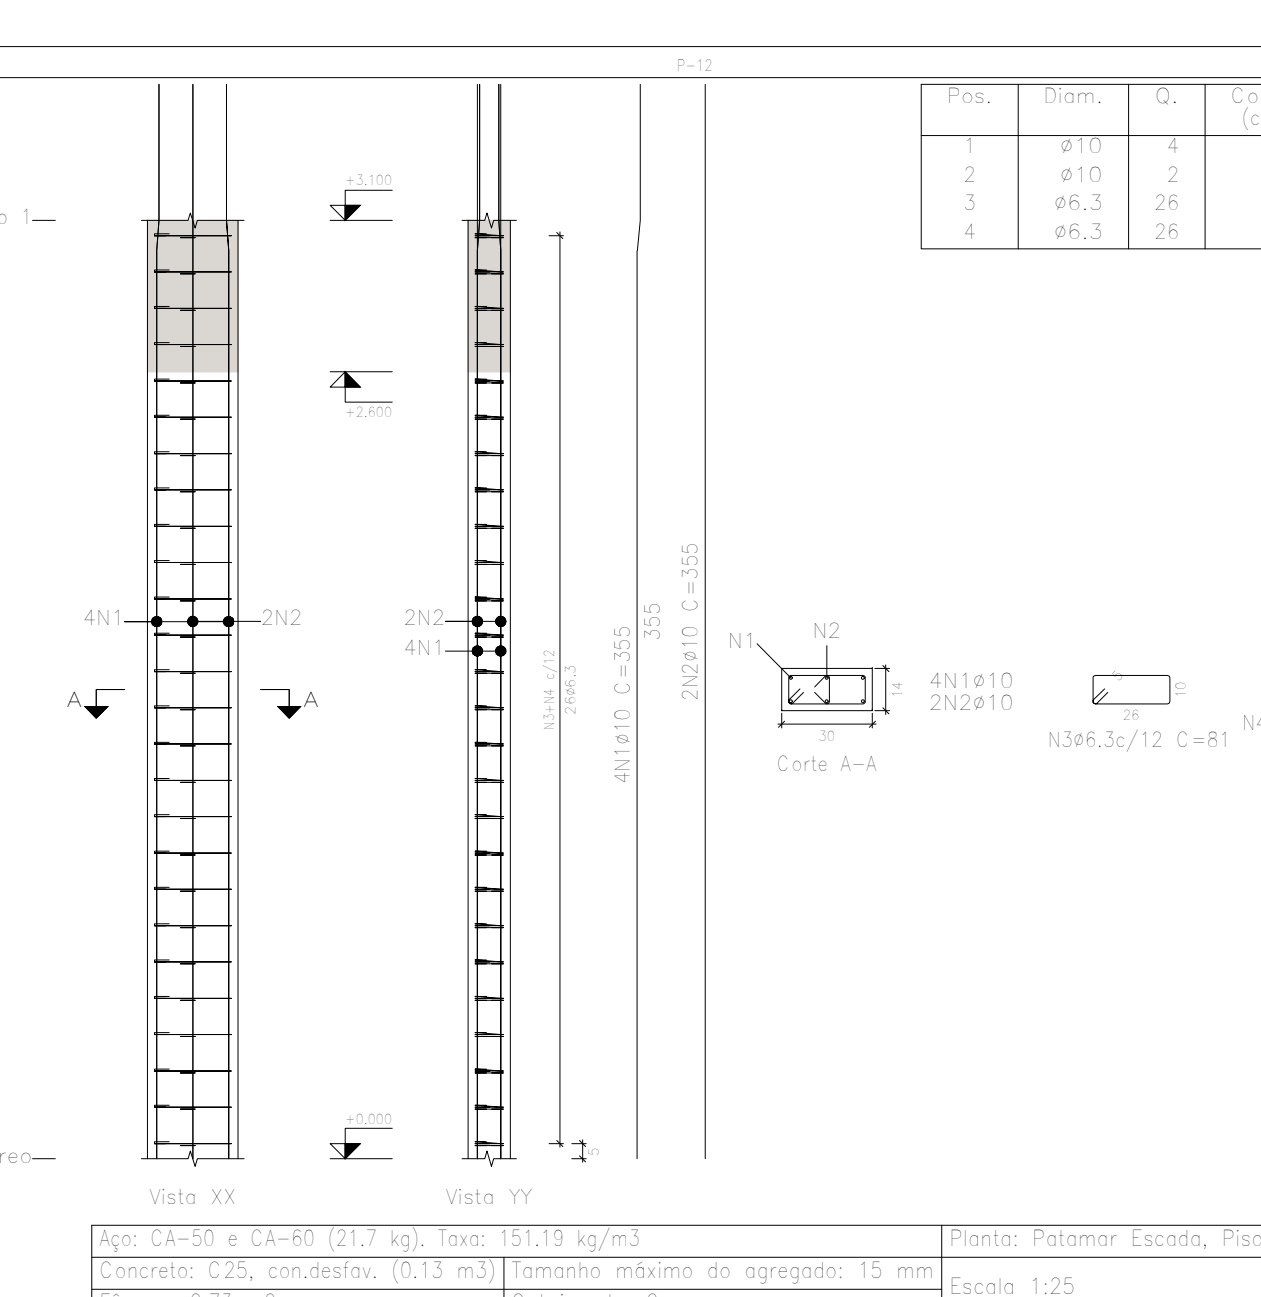 P-12
Pos. Diam. Q.
1 ø10 4
2 ø10 2
3 ø6.3 26
4 ø6.3 26
+3.100
1
+2.600
4N1 2N2
2N2
4N1
A A
N3+N4 c/12
26ø6.3
4N1ø10 C=355
355
2N2ø10 C=355
N1 N2
14
30
Corte A-A
4N1ø10
2N2ø10
5
10
26
N3ø6.3c/12 C=81
+0.000
5
Vista XX
Vista YY
Aço: CA-50 e CA-60 (21.7 kg). Taxa: 151.19 kg/m3
Planta: Patamar Escada,
Concreto: C25, con.desfav. (0.13 m3)
Tamanho máximo do agregado: 15 mm
Escala 1:25